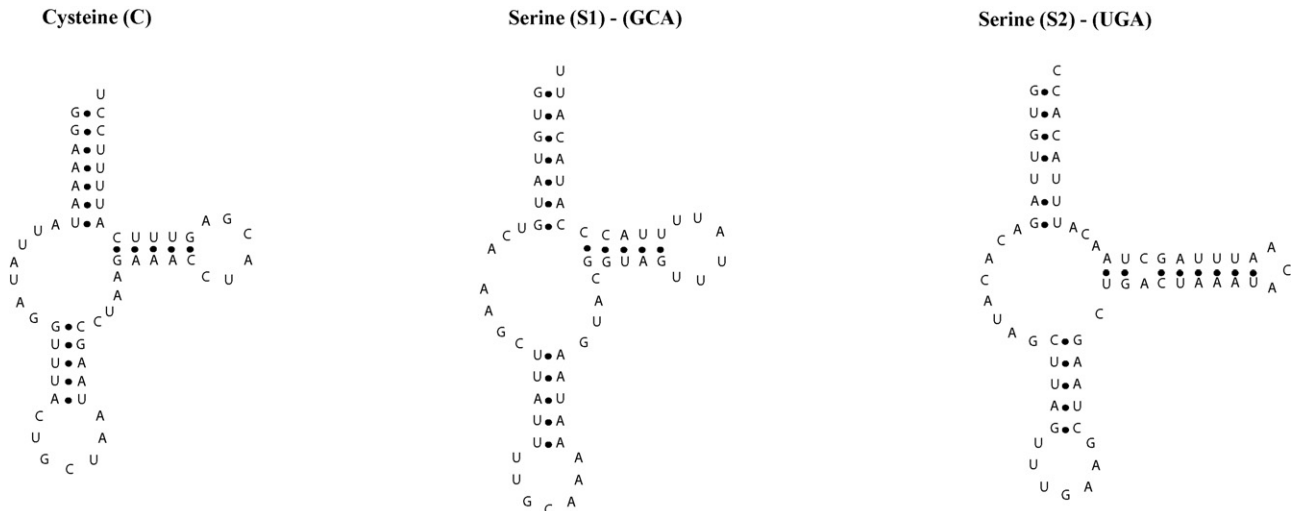 Cysteine (C)
U
G C
G C
A U
A U
A U
A U
U A
A U U A U A G
C U U U G
A G C A U C
G A A A C
A A U C
G C
U G
U A
U A
A U
C U G C U A A
Serine (S1) - (GCA)
U
G U
U A
G C
U A
A U
U A
G C
U C A A A G C
C C A U U
U U A U U
G G U A G
C A U G
U A
U A
A U
U A
U A
U U G C A A A
Serine (S2) - (UGA)
C
G C
U A
G C
U A
U U
A U
G U
A C A C A U A G
A C A
A U C G A U U U A
A C A
U G A C U A A A U
C
C G
U A
U A
A U
G C
U U U G A A G